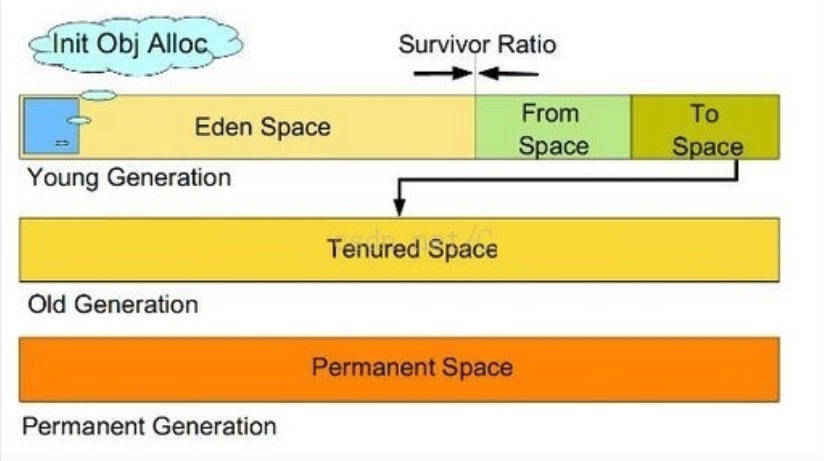 Init Obj Alloc
Survivor Ratio
Eden Space
From
Space
To
Space
Young Generation
Tenured Space
Old Generation
Permanent Space
Permanent Generation